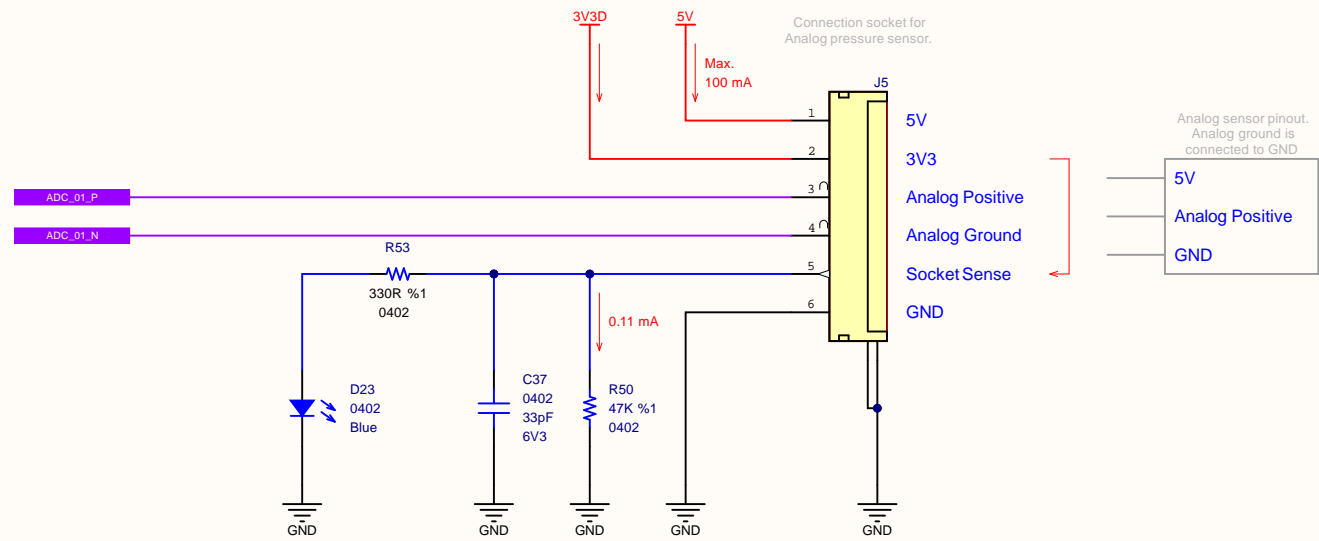 3V3D
5V
Connection socket for
Analog pressure sensor.
Max.
100 mA
J5
1
5V
2
3V3
ADC_01_P
3
Analog Positive
ADC_01_N
4
Analog Ground
R53
330R %1
0402
5
Socket Sense
6
GND
0.11 mA
D23
0402
Blue
C37
0402
33pF
6V3
R50
47K %1
0402
GND
GND
GND
GND
GND
Analog sensor pinout.
Analog ground is
connected to GND
5V
Analog Positive
GND